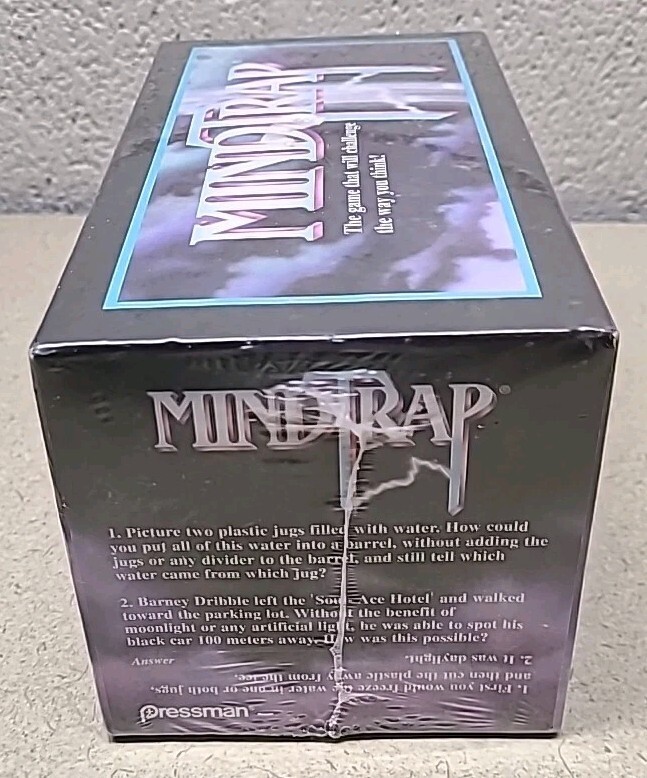 MINDTRAP
The game that will challenge
the way you think!
MINDTRAP®
1. Picture two plastic jugs filled with water. How could
you put all of this water into a barrel, without adding the
jugs or any divider to the barrel, and still tell which
water came from which jug?
2. Barney Dribble left the 'Sour Ace Hotel' and walked
toward the parking lot. Without the benefit of
moonlight or any artificial light, he was able to spot his
black car 100 meters away. How was this possible?
Answer
1. First you would freeze the water in one or both jugs,
and then cut the plastic away from the ice.
2. It was daylight.
Pressman